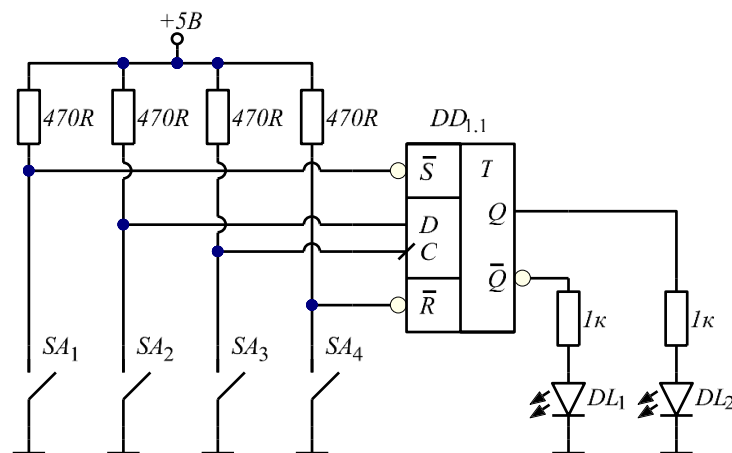 +5В
470R 470R 470R 470R
DD1.1
S̅ T
D Q
C
Q̅
R̅
1к 1к
SA1 SA2 SA3 SA4
DL1 DL2